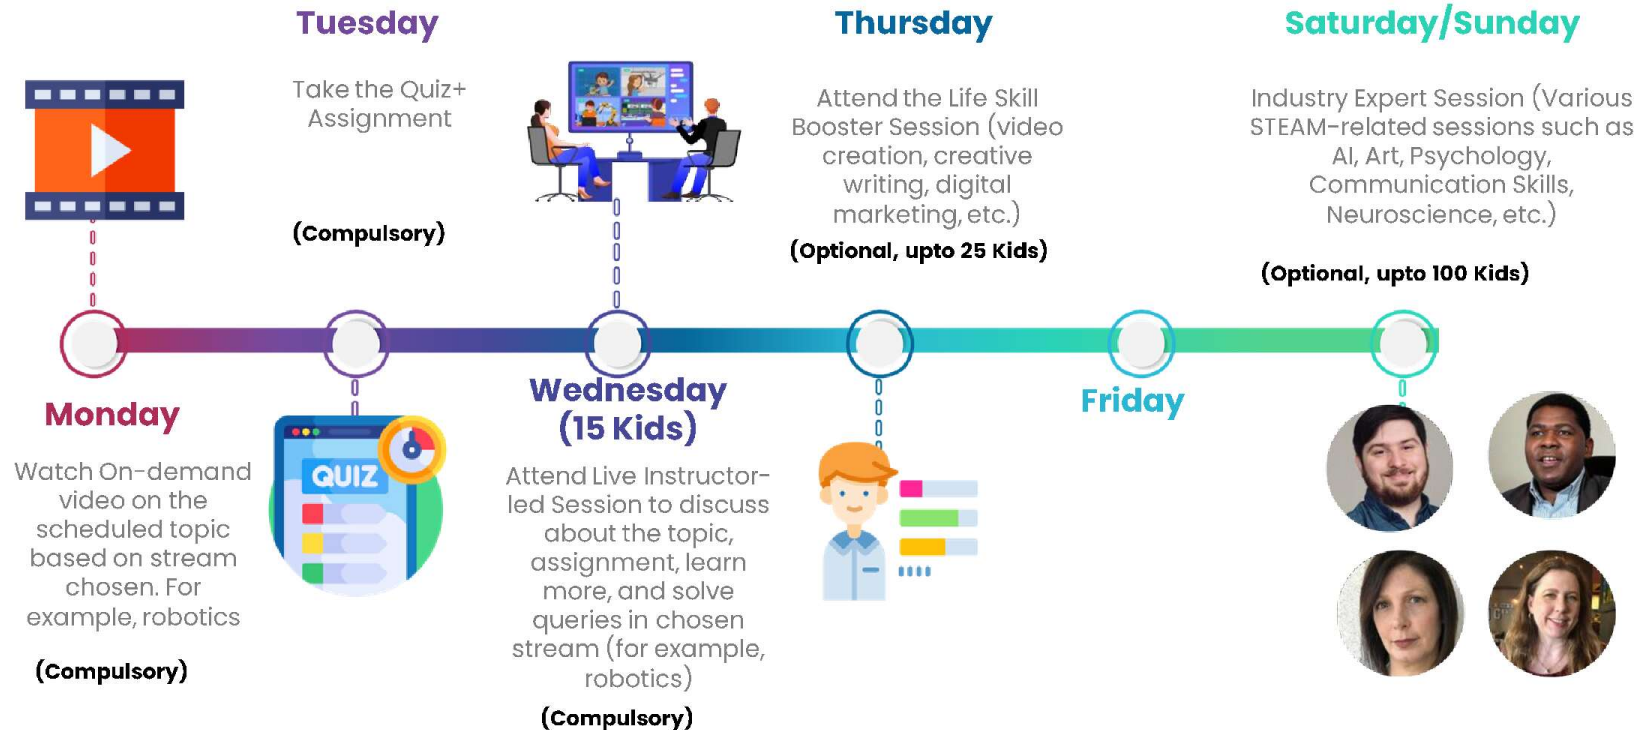 Tuesday
Take the Quiz+
Assignment
(Compulsory)
Thursday
Attend the Life Skill
Booster Session (video
creation, creative
writing, digital
marketing, etc.)
(Optional, upto 25 Kids)
Saturday/Sunday
Industry Expert Session (Various
STEAM-related sessions such as
AI, Art, Psychology,
Communication Skills,
Neuroscience, etc.)
(Optional, upto 100 Kids)
Monday
Watch On-demand
video on the
scheduled topic
based on stream
chosen. For
example, robotics
(Compulsory)
QUIZ
Wednesday
(15 Kids)
Attend Live Instructor-
led Session to discuss
about the topic,
assignment, learn
more, and solve
queries in chosen
stream (for example,
robotics)
(Compulsory)
Friday